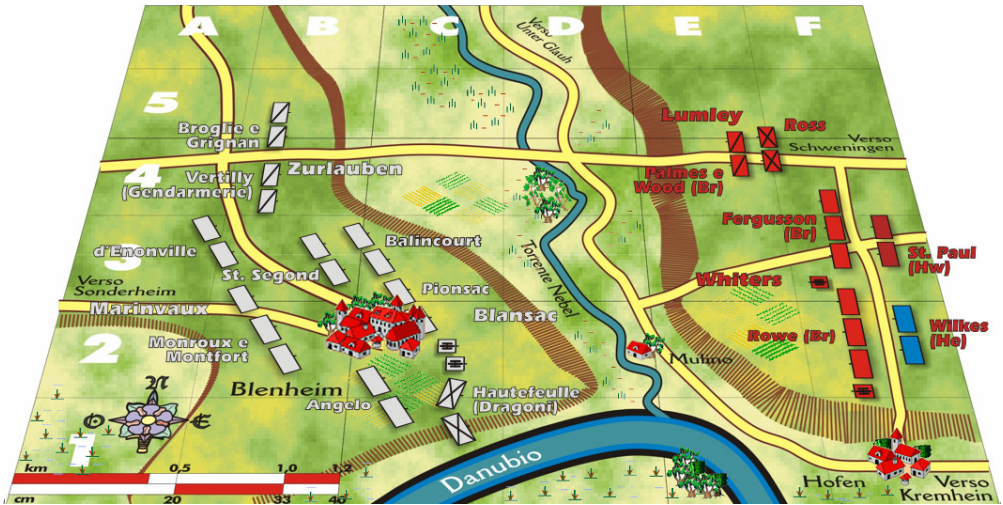 A B C D E F
Verso
Unter Glauh
5
Broglie e
Grignan
Lumley
Ross
Verso
Schweningen
4
Vertilly
(Gendarmerie)
Zurlauben
Palmes e
Wood (Br)
Fergusson
(Br)
d'Enonville
Balincourt
St. Paul
(Hw)
3
St. Segond
Torrente Nebel
Verso
Sonderheim
Pionsac
Whiters
Marinvaux
Blansac
2
Monroux e
Montfort
Rowe (Br)
Wilkes
(He)
Mulino
Blenheim
Angelo
Hautefeulle
(Dragoni)
N
O E
1
km 0,5 1,0 1,2
cm 20 33 40
Danubio
Hofen
Verso
Kremhein